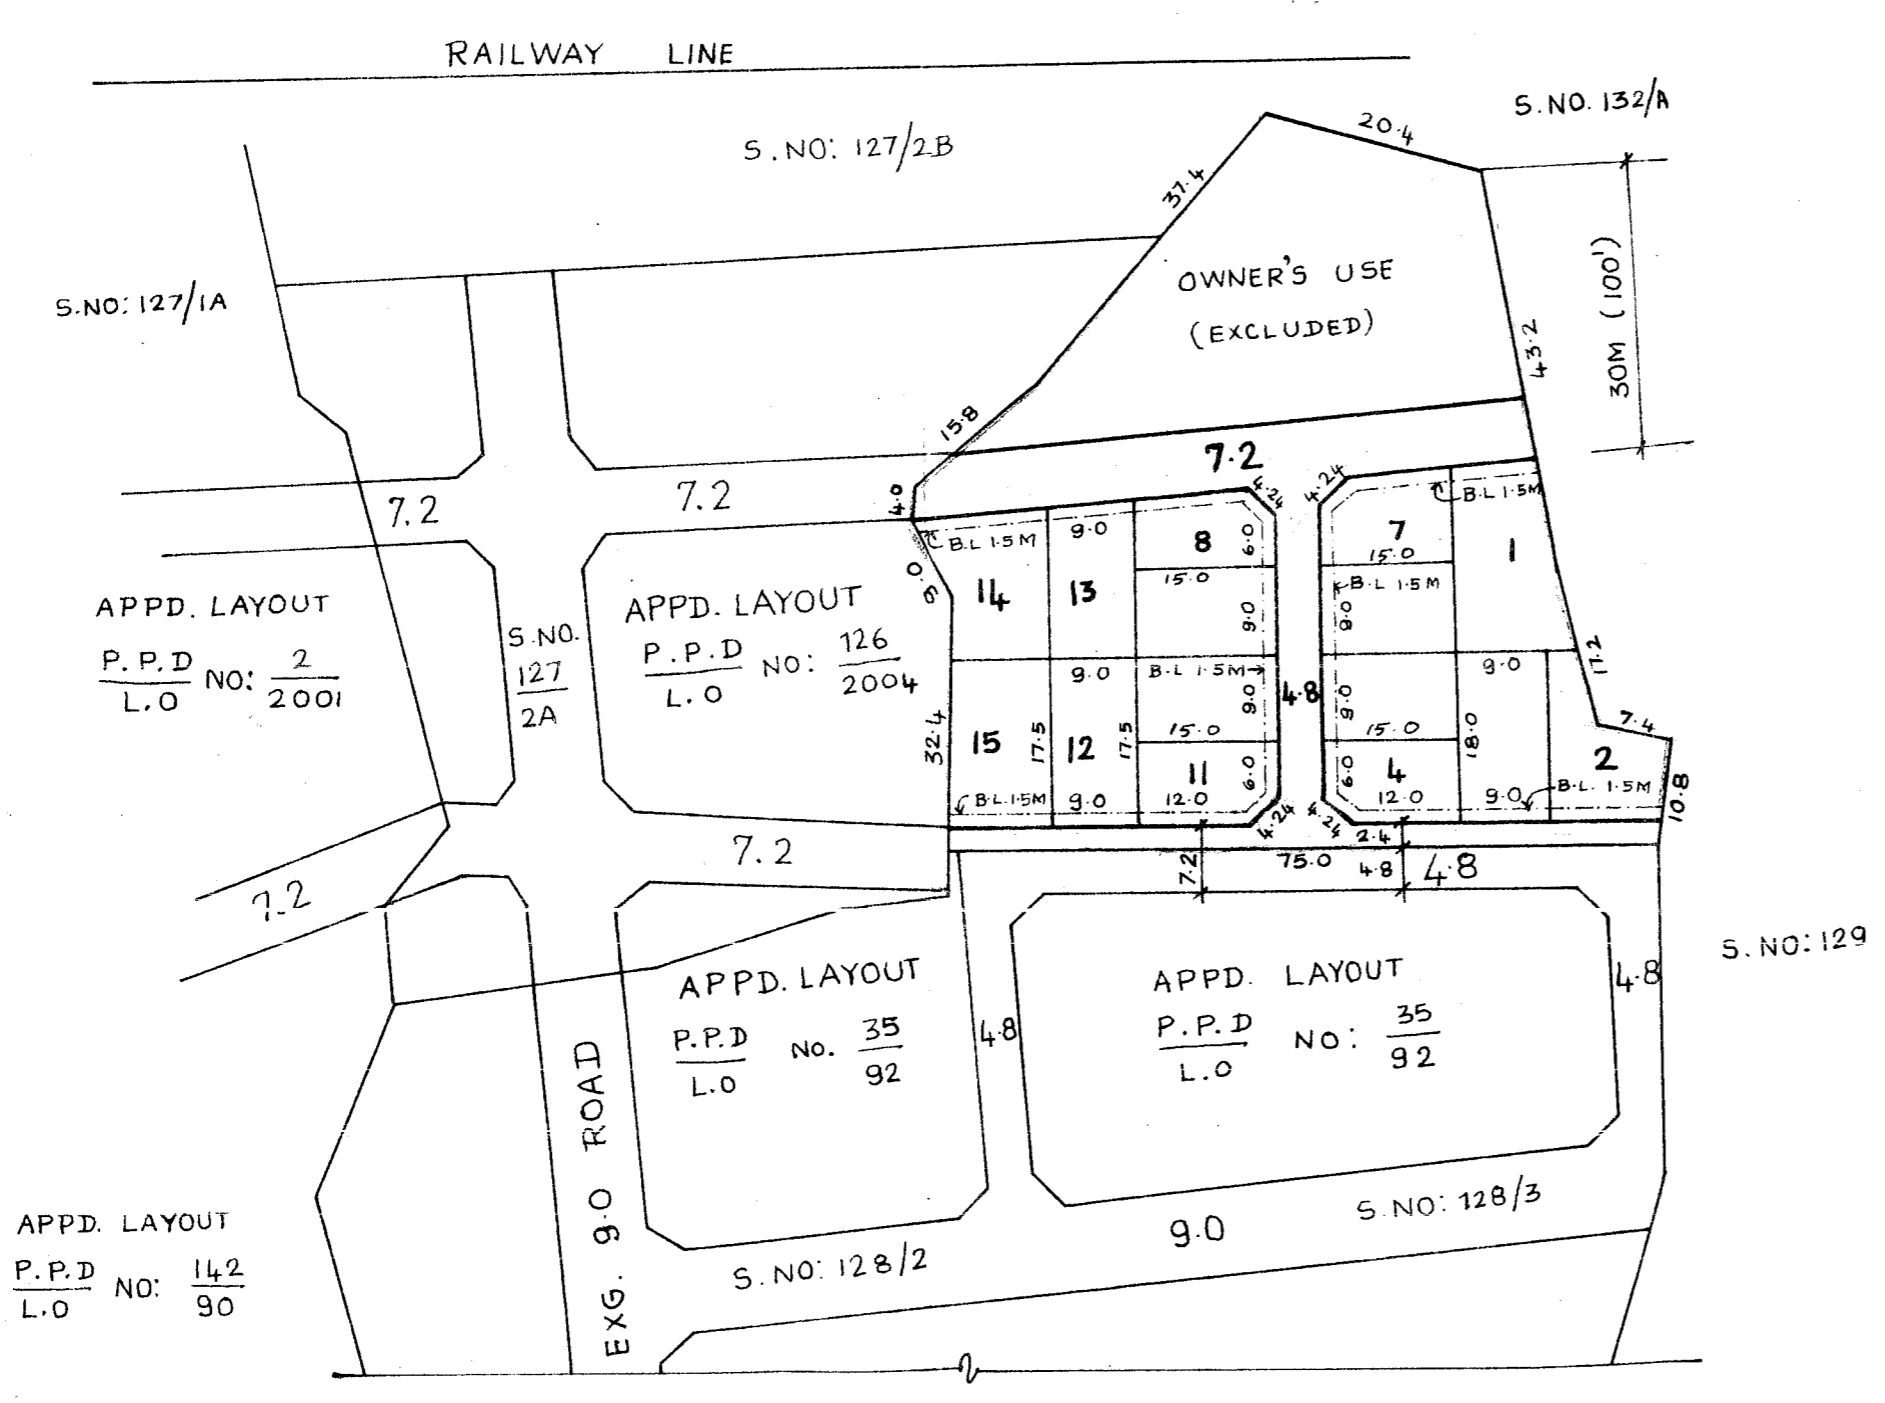 RAILWAY LINE
S.NO. 132/A
20.4
S.NO: 127/2B
37.4
S.NO: 127/1A
OWNER'S USE
(EXCLUDED)
30M (100')
43.2
15.8
7.2
4.0
7.2
7.2
4.24
4.24
B.L 1.5M
B.L 1.5M
9.0
8
6.0
7
15.0
1
9.0
14
13
15.0
9.0
B.L 1.5M
9.0
APPD. LAYOUT
P.P.D
L.O
NO:
2
2001
S.NO.
127
2A
APPD. LAYOUT
P.P.D
L.O
NO:
126
2004
9.0
B.L 1.5M
9.0
4.8
9.0
9.0
17.2
7.4
32.4
15
17.5
12
17.5
15.0
15.0
18.0
11
6.0
6.0
4
2
B.L. 1.5M
9.0
12.0
12.0
9.0
B.L. 1.5M
10.8
4.24
4.24
2.4
7.2
7.2
75.0
4.8
4.8
7.2
S.NO: 129
APPD. LAYOUT
P.P.D
L.O
NO.
35
92
4.8
APPD. LAYOUT
P.P.D
L.O
NO:
35
92
4.8
EXG. 9.0 ROAD
S.NO: 128/3
9.0
S.NO: 128/2
APPD. LAYOUT
P.P.D
L.O
NO:
142
90